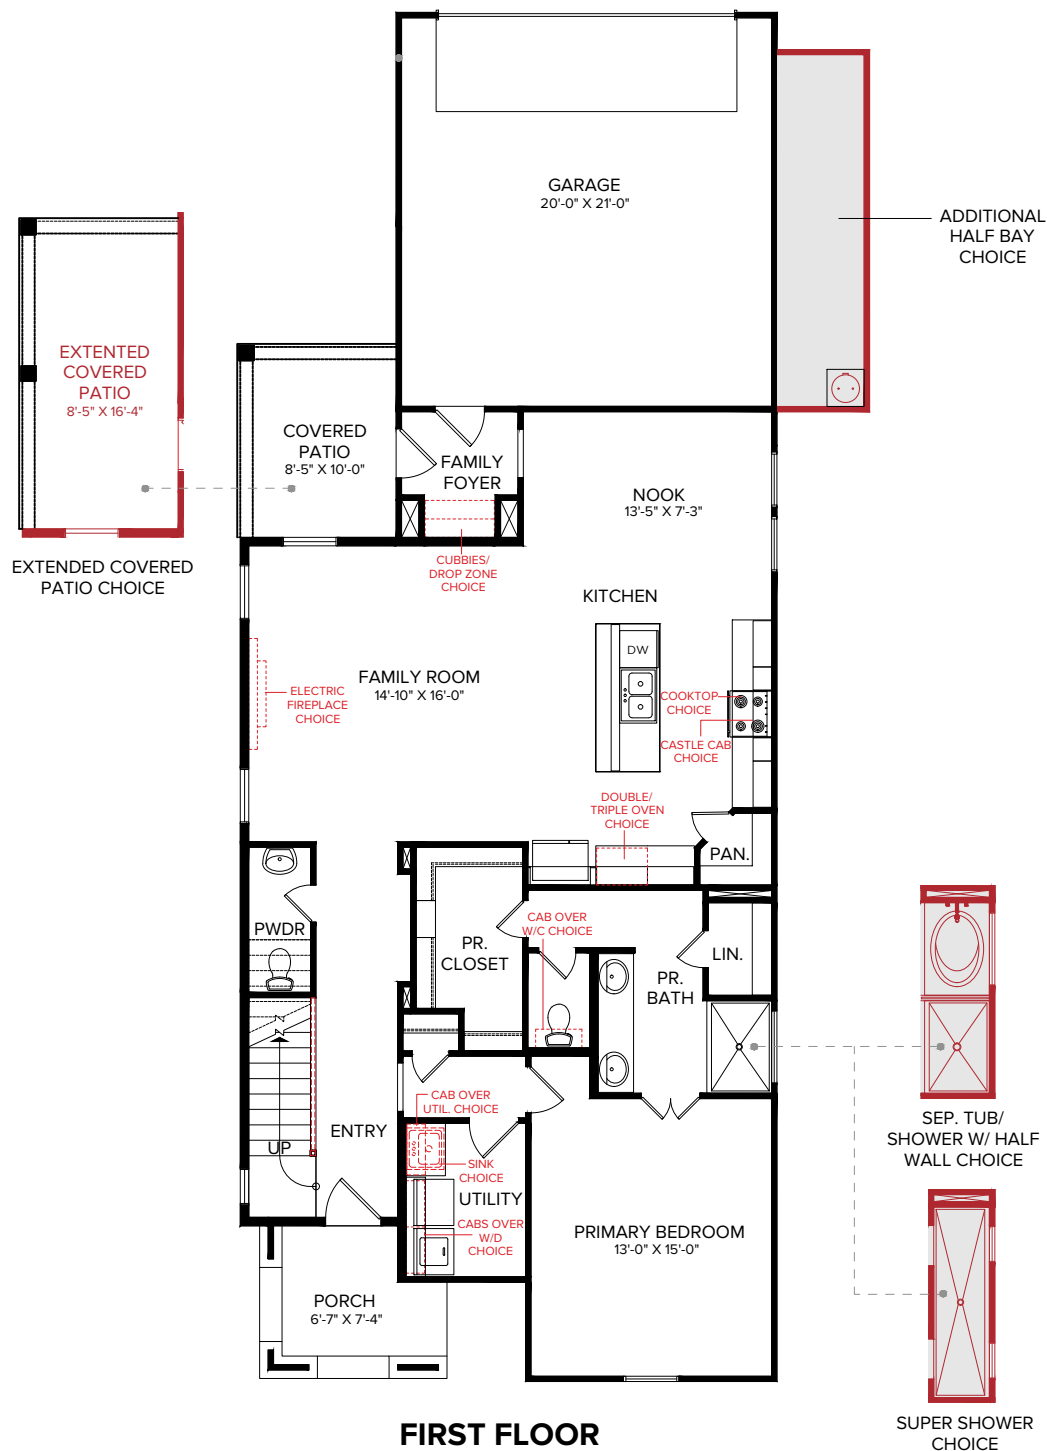 GARAGE
20'-0" X 21'-0"
ADDITIONAL
HALF BAY
CHOICE
EXTENTED
COVERED
PATIO
8'-5" X 16'-4"
COVERED
PATIO
8'-5" X 10'-0"
FAMILY
FOYER
NOOK
13'-5" X 7'-3"
EXTENDED COVERED
PATIO CHOICE
CUBBIES/
DROP ZONE
CHOICE
KITCHEN
DW
FAMILY ROOM
14'-10" X 16'-0"
ELECTRIC
FIREPLACE
CHOICE
COOKTOP
CHOICE
CASTLE CAB
CHOICE
DOUBLE/
TRIPLE OVEN
CHOICE
PAN.
PWDR
PR.
CLOSET
CAB OVER
W/C CHOICE
PR.
BATH
LIN.
CAB OVER
UTIL. CHOICE
ENTRY
UP
SINK
CHOICE
UTILITY
CABS OVER
W/D
CHOICE
SEP. TUB/
SHOWER W/ HALF
WALL CHOICE
PRIMARY BEDROOM
13'-0" X 15'-0"
PORCH
6'-7" X 7'-4"
SUPER SHOWER
CHOICE
FIRST FLOOR